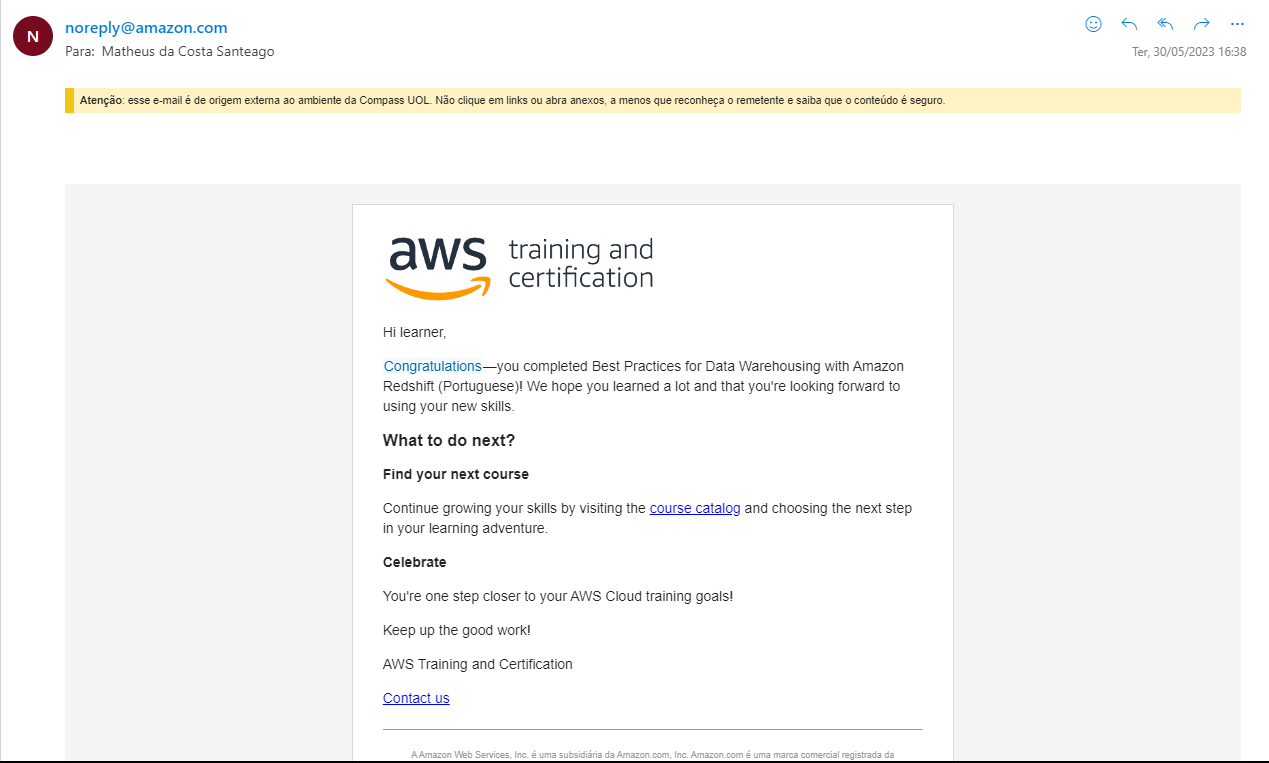 N
noreply@amazon.com
Para: Matheus da Costa Santeago
Ter, 30/05/2023 16:38
Atenção: esse e-mail é de origem externa ao ambiente da Compass UOL. Não clique em links ou abra anexos, a menos que reconheça o remetente e saiba que o conteúdo é seguro.
aws training and
certification
Hi learner,
Congratulations—you completed Best Practices for Data Warehousing with Amazon
Redshift (Portuguese)! We hope you learned a lot and that you're looking forward to
using your new skills.
What to do next?
Find your next course
Continue growing your skills by visiting the course catalog and choosing the next step
in your learning adventure.
Celebrate
You're one step closer to your AWS Cloud training goals!
Keep up the good work!
AWS Training and Certification
Contact us
A Amazon Web Services, Inc. é uma subsidiária da Amazon.com, Inc. Amazon.com é uma marca comercial registrada da